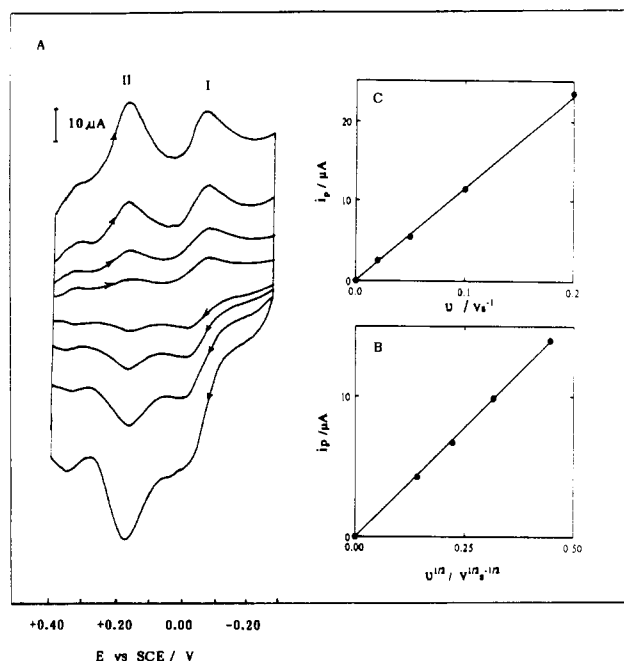 A
II
I
10 μA
+0.40 +0.20 0.00 -0.20
E vs SCE / V
C
20
10
0
0.0 0.1 0.2
i_p / μA
υ / Vs⁻¹
B
10
0
0.00 0.25 0.50
ip /μA
υ^1/2 / V^1/2 s^-1/2